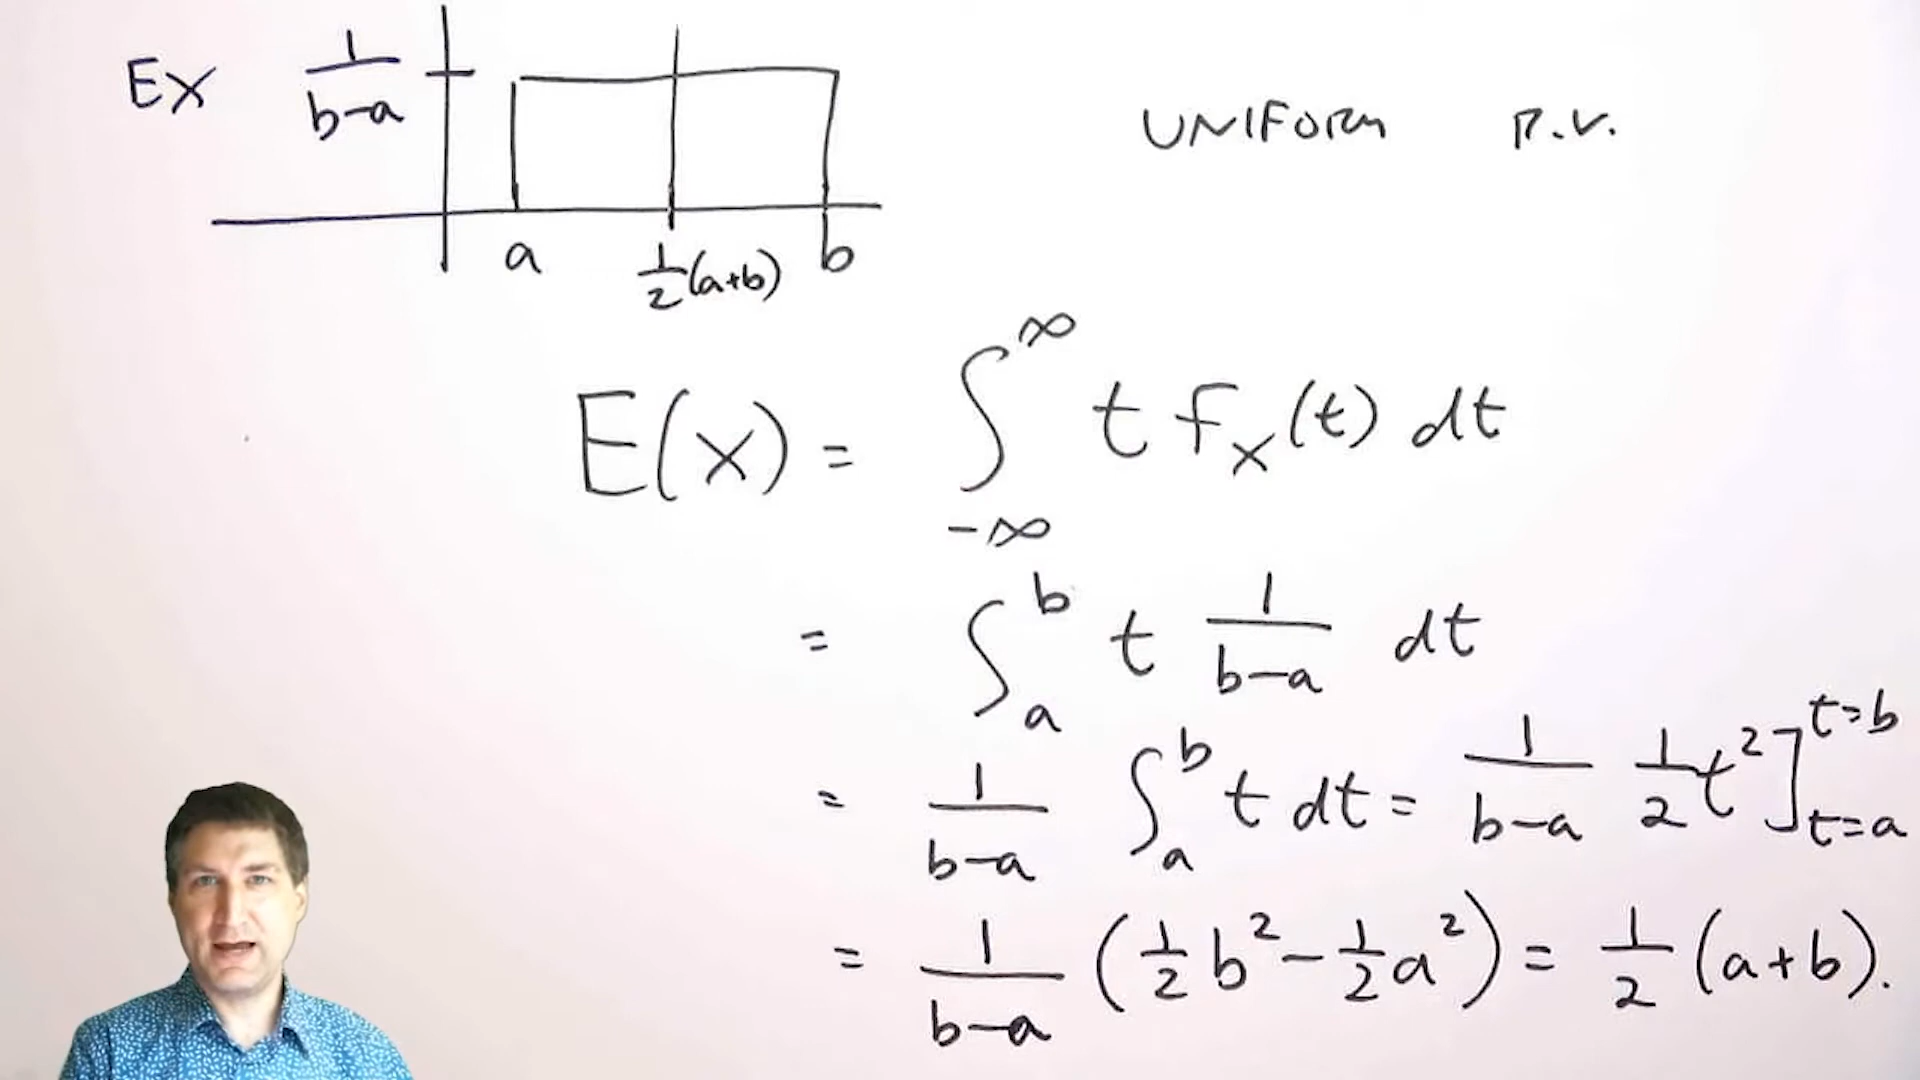 Ex 1/(b-a) UNIFORM R.V.
a 1/2(a+b) b
E(X) = ∫_{-∞}^{∞} t f_X(t) dt
= ∫_a^b t 1/(b-a) dt
= 1/(b-a) ∫_a^b t dt = 1/(b-a) 1/2 t²]_{t=a}^{t=b}
= 1/(b-a) (1/2 b² - 1/2 a²) = 1/2 (a+b).